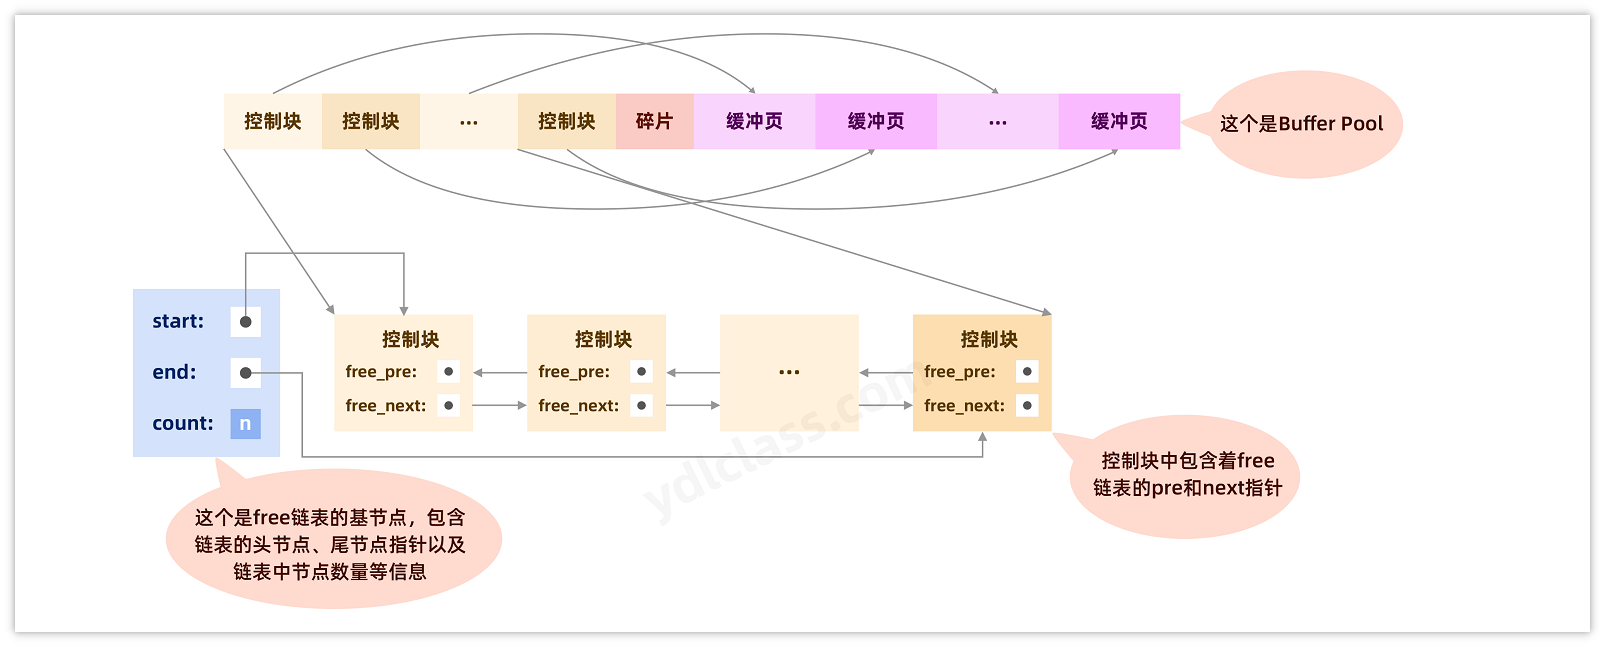 控制块 控制块 ... 控制块 碎片 缓冲页 缓冲页 ... 缓冲页
这个是Buffer Pool
start:
end:
count: n
控制块
free_pre:
free_next:
控制块
free_pre:
free_next:
...
控制块
free_pre:
free_next:
控制块中包含着free
链表的pre和next指针
这个是free链表的基节点，包含
链表的头节点、尾节点指针以及
链表中节点数量等信息
ydlclass.com